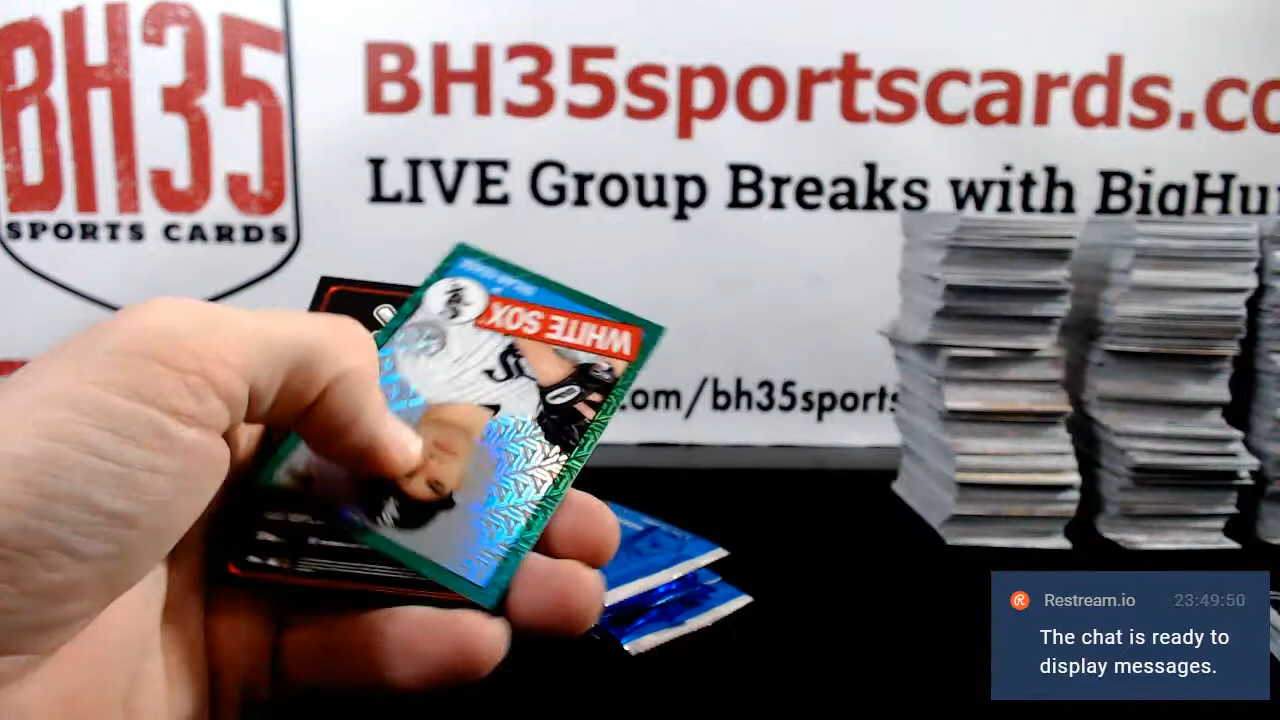 BH35
SPORTS CARDS
BH35sportscards.co
LIVE Group Breaks with BigHu
.com/bh35sports
WHITE SOX
Restream.io 23:49:50
The chat is ready to
display messages.